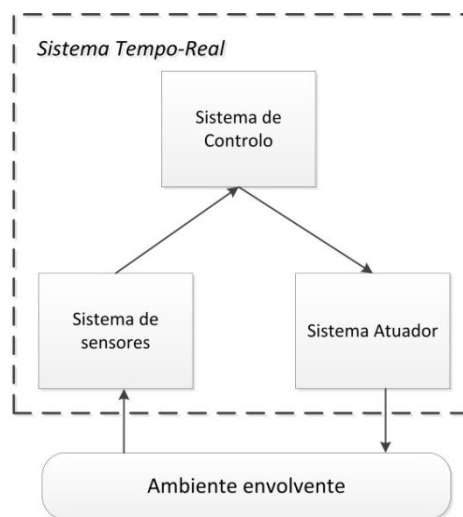 Sistema Tempo-Real
Sistema de
Controlo
Sistema de
sensores
Sistema Atuador
Ambiente envolvente